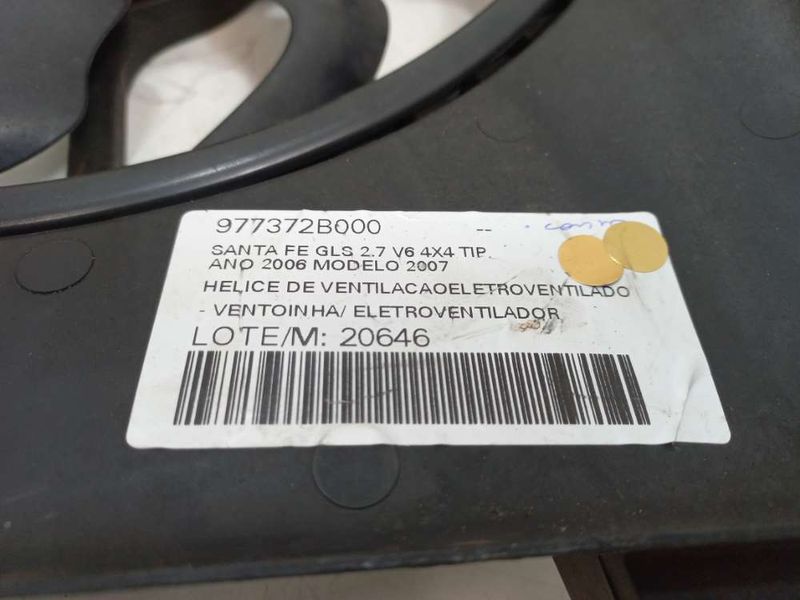 977372B000 --
SANTA FE GLS 2.7 V6 4X4 TIP
ANO 2006 MODELO 2007
HELICE DE VENTILACAOELETROVENTILADO
- VENTOINHA/ ELETROVENTILADOR
LOTE/M: 20646